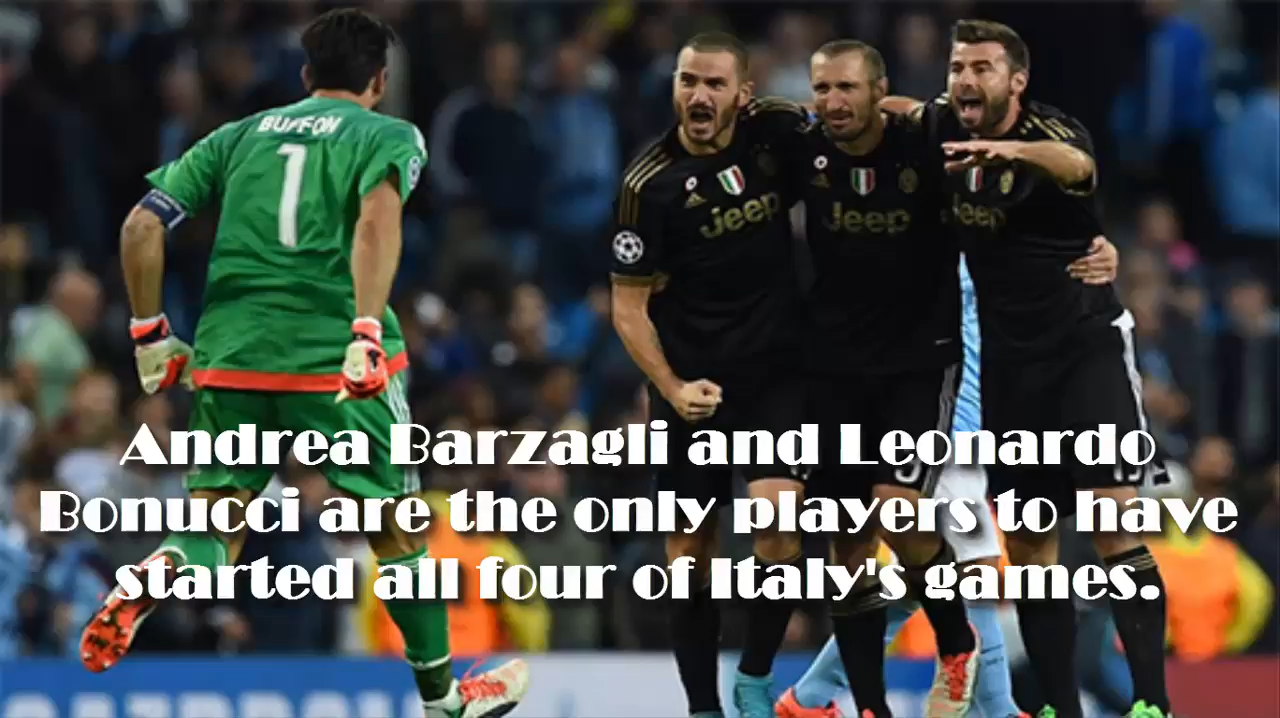 BUFFON
1
Jeep
Jeep
Jeep
Andrea Barzagli and Leonardo
Bonucci are the only players to have
started all four of Italy's games.